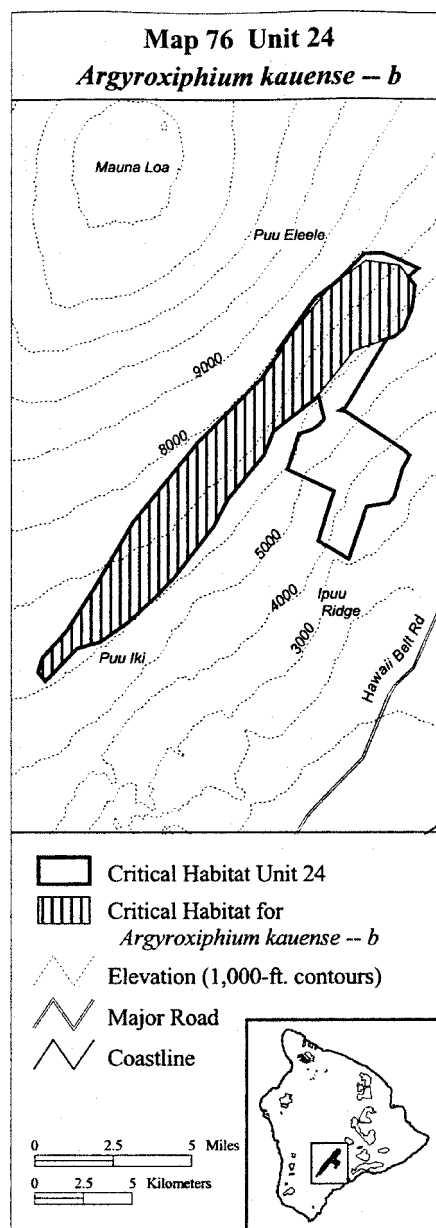 Map 76 Unit 24
Argyroxiphium kauense -- b
Mauna Loa
Puu Eleele
9000
8000
5000
4000
3000
Ipuu
Ridge
Puu Iki
Hawaii Belt Rd
Critical Habitat Unit 24
Critical Habitat for
Argyroxiphium kauense -- b
Elevation (1,000-ft. contours)
Major Road
Coastline
0 2.5 5 Miles
0 2.5 5 Kilometers